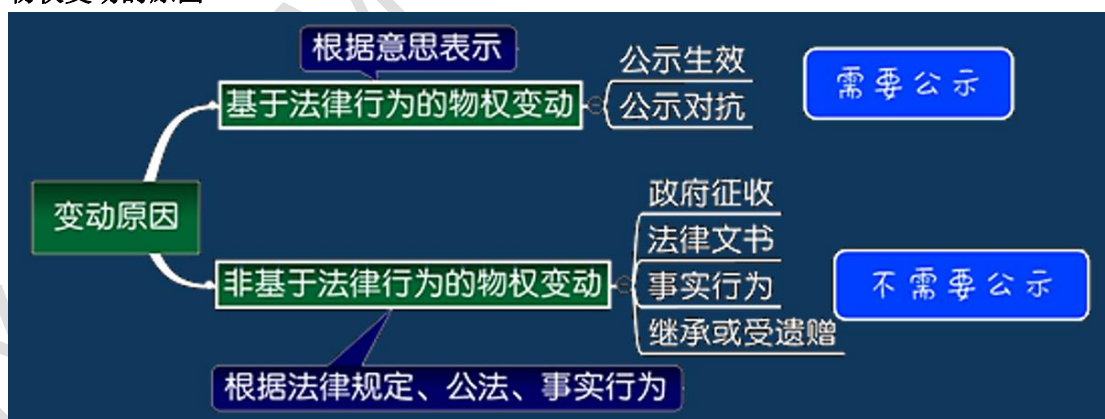 根据意思表示
公示生效
需要公示
基于法律行为的物权变动
公示对抗
变动原因
政府征收
法律文书
非基于法律行为的物权变动
事实行为
不需要公示
继承或受遗赠
根据法律规定、公法、事实行为